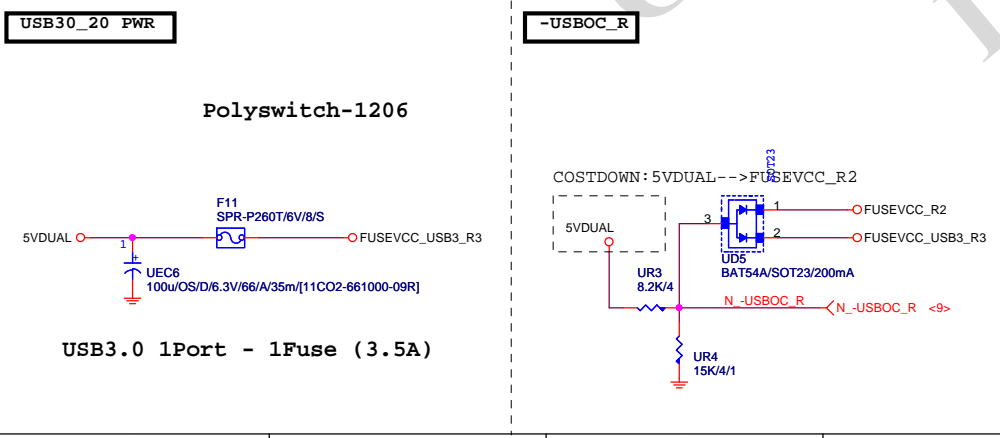 USB30_20 PWR
-USBOC_R
Polyswitch-1206
SOT23
COSTDOWN:5VDUAL-->FUSEVCC_R2
F11
SPR-P260T/6V/8/S
5VDUAL
1
FUSEVCC_USB3_R3
UEC6
100u/OS/D/6.3V/66/A/35m/[11CO2-661000-09R]
USB3.0 1Port - 1Fuse (3.5A)
5VDUAL
3
1
FUSEVCC_R2
2
FUSEVCC_USB3_R3
UD5
BAT54A/SOT23/200mA
UR3
8.2K/4
N_-USBOC_R
N_-USBOC_R <9>
UR4
15K/4/1